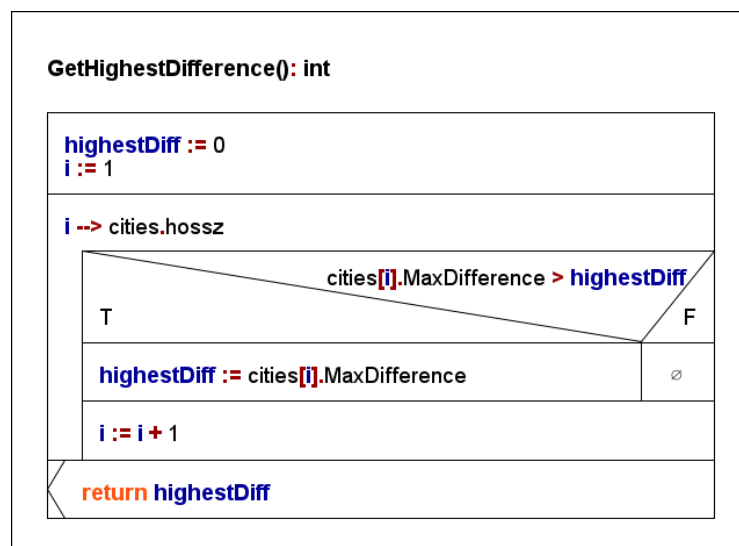 GetHighestDifference(): int
highestDiff := 0
i := 1
i --> cities.hossz
cities[i].MaxDifference > highestDiff
T F
highestDiff := cities[i].MaxDifference ∅
i := i + 1
return highestDiff